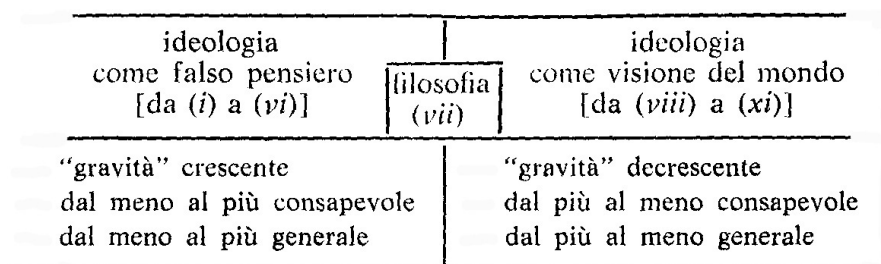 ideologia
come falso pensiero
[da (i) a (vi)]
filosofia
(vii)
ideologia
come visione del mondo
[da (viii) a (xi)]
"gravità" crescente
dal meno al più consapevole
dal meno al più generale
"gravità" decrescente
dal più al meno consapevole
dal più al meno generale